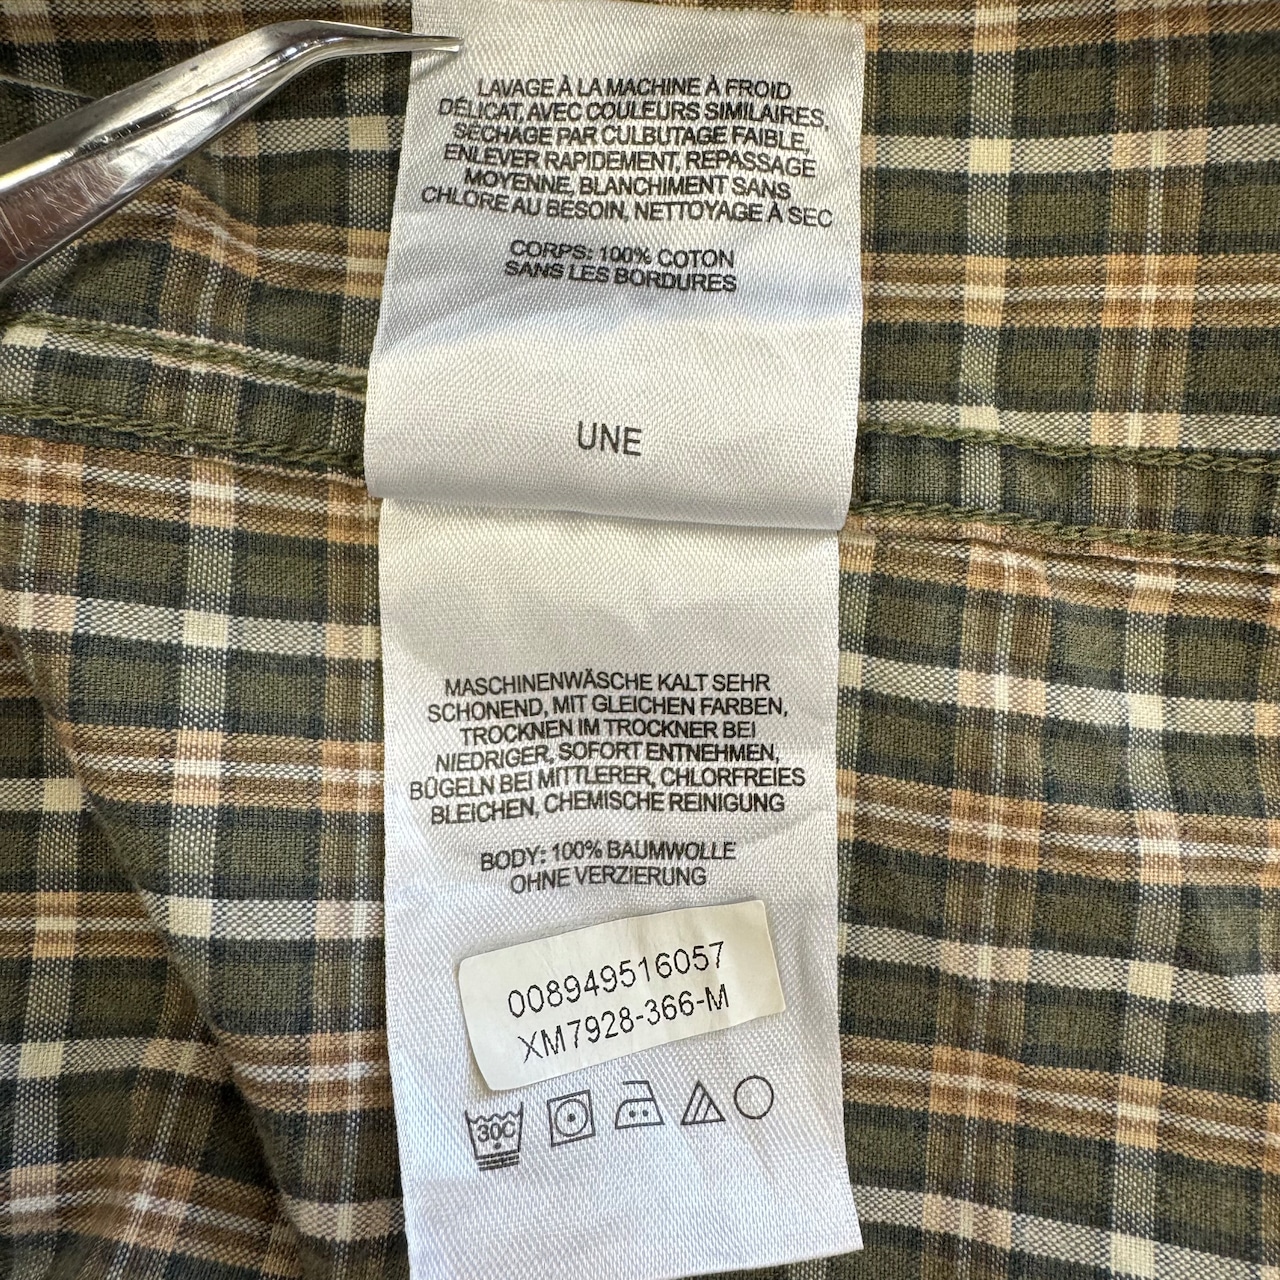 LAVAGE À LA MACHINE À FROID
DÉLICAT, AVEC COULEURS SIMILAIRES,
SÉCHAGE PAR CULBUTAGE FAIBLE,
ENLEVER RAPIDEMENT, REPASSAGE
MOYENNE, BLANCHIMENT SANS
CHLORE AU BESOIN, NETTOYAGE À SEC
CORPS: 100% COTON
SANS LES BORDURES
UNE
MASCHINENWÄSCHE KALT SEHR
SCHONEND, MIT GLEICHEN FARBEN,
TROCKNEN IM TROCKNER BEI
NIEDRIGER, SOFORT ENTNEHMEN,
BÜGELN BEI MITTLERER, CHLORFREIES
BLEICHEN, CHEMISCHE REINIGUNG
BODY: 100% BAUMWOLLE
OHNE VERZIERUNG
008949516057
XM7928-366-M
30C